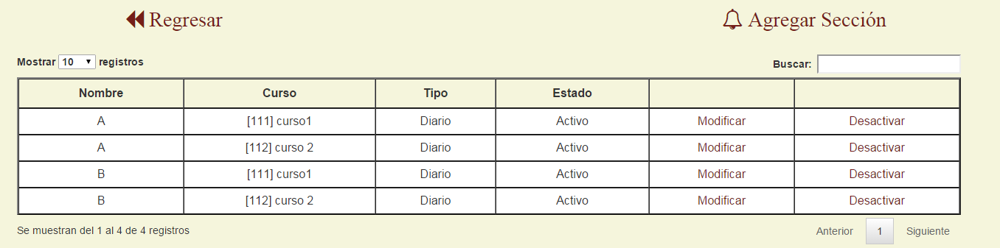 Regresar
Agregar Sección
Mostrar 10 registros
Buscar:
Nombre Curso Tipo Estado
A [111] curso1 Diario Activo Modificar Desactivar
A [112] curso 2 Diario Activo Modificar Desactivar
B [111] curso1 Diario Activo Modificar Desactivar
B [112] curso 2 Diario Activo Modificar Desactivar
Se muestran del 1 al 4 de 4 registros
Anterior 1 Siguiente